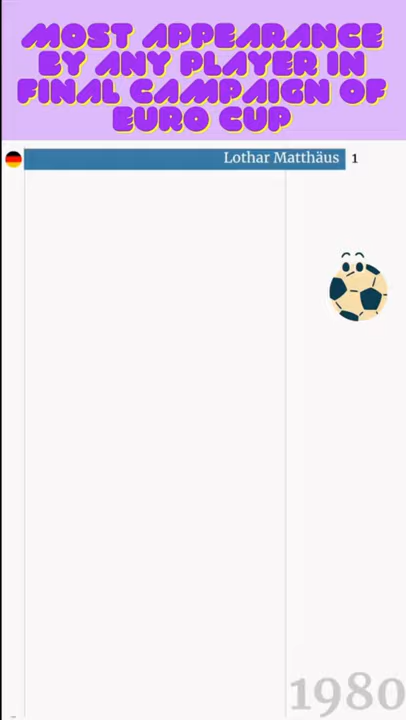 MOST APPEARANCE
BY ANY PLAYER IN
FINAL CAMPAIGN OF
EURO CUP
Lothar Matthäus 1
1980